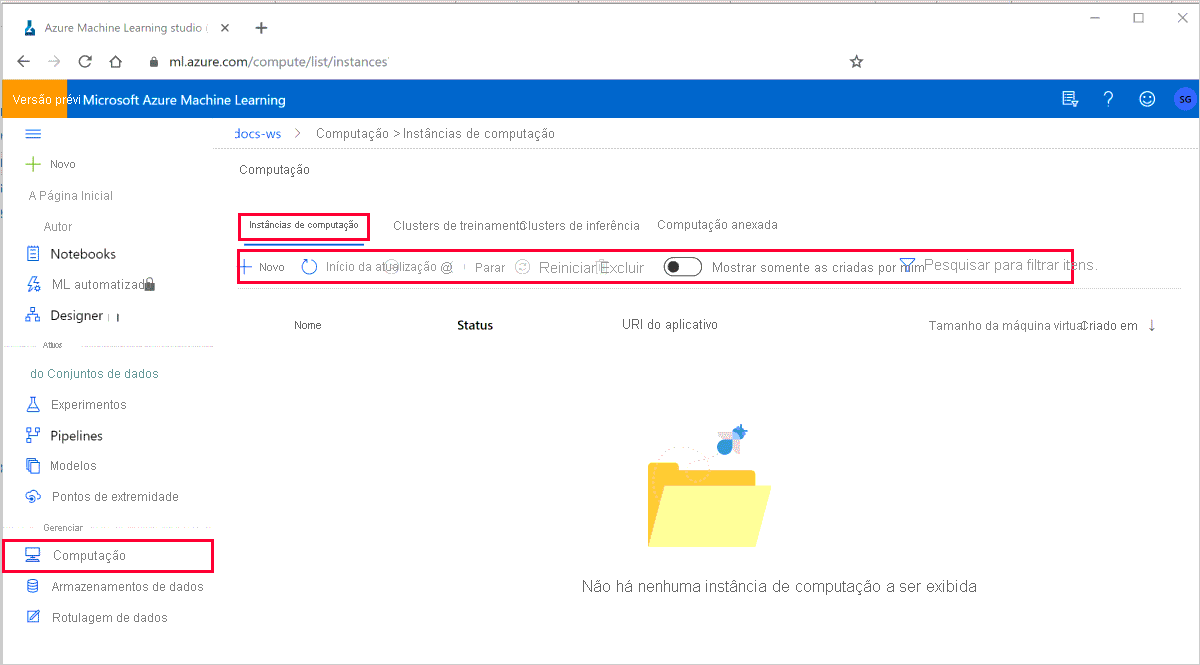 Azure Machine Learning studio (
ml.azure.com/compute/list/instances
Versão prévi Microsoft Azure Machine Learning SG
docs-ws > Computação > Instâncias de computação
Novo
Computação
A Página Inicial
Instâncias de computação Clusters de treinamento Clusters de inferência Computação anexada
Autor
Notebooks
Novo Início da atualização @ Parar Reiniciar Excluir Mostrar somente as criadas por mim Pesquisar para filtrar itens.
ML automatizado
Designer
Nome Status URI do aplicativo Tamanho da máquina virtual Criado em ↓
Ativos
do Conjuntos de dados
Experimentos
Pipelines
Modelos
Pontos de extremidade
Gerenciar
Computação
Armazenamentos de dados
Não há nenhuma instância de computação a ser exibida
Rotulagem de dados